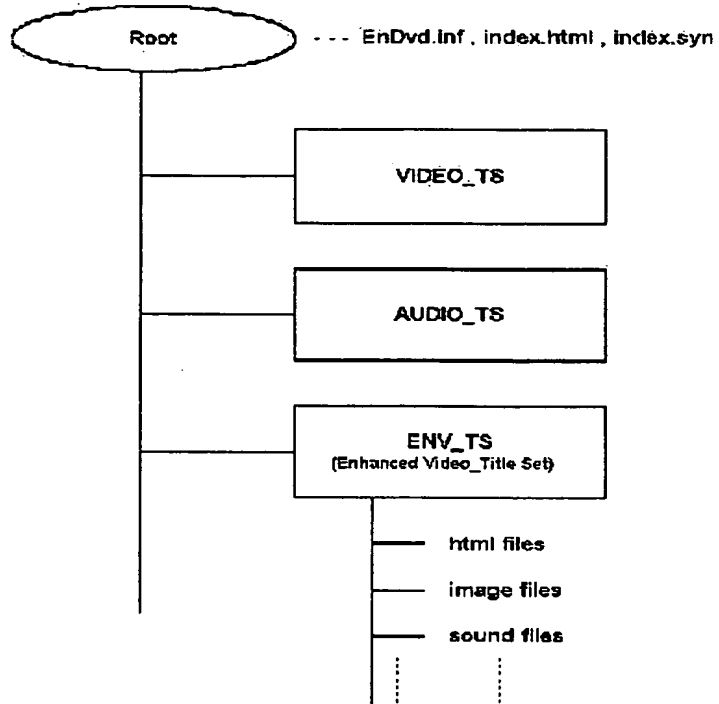 Root --- EnDvd.inf , index.html , index.syn
VIDEO_TS
AUDIO_TS
ENV_TS
(Enhanced Video_Title Set)
html files
image files
sound files